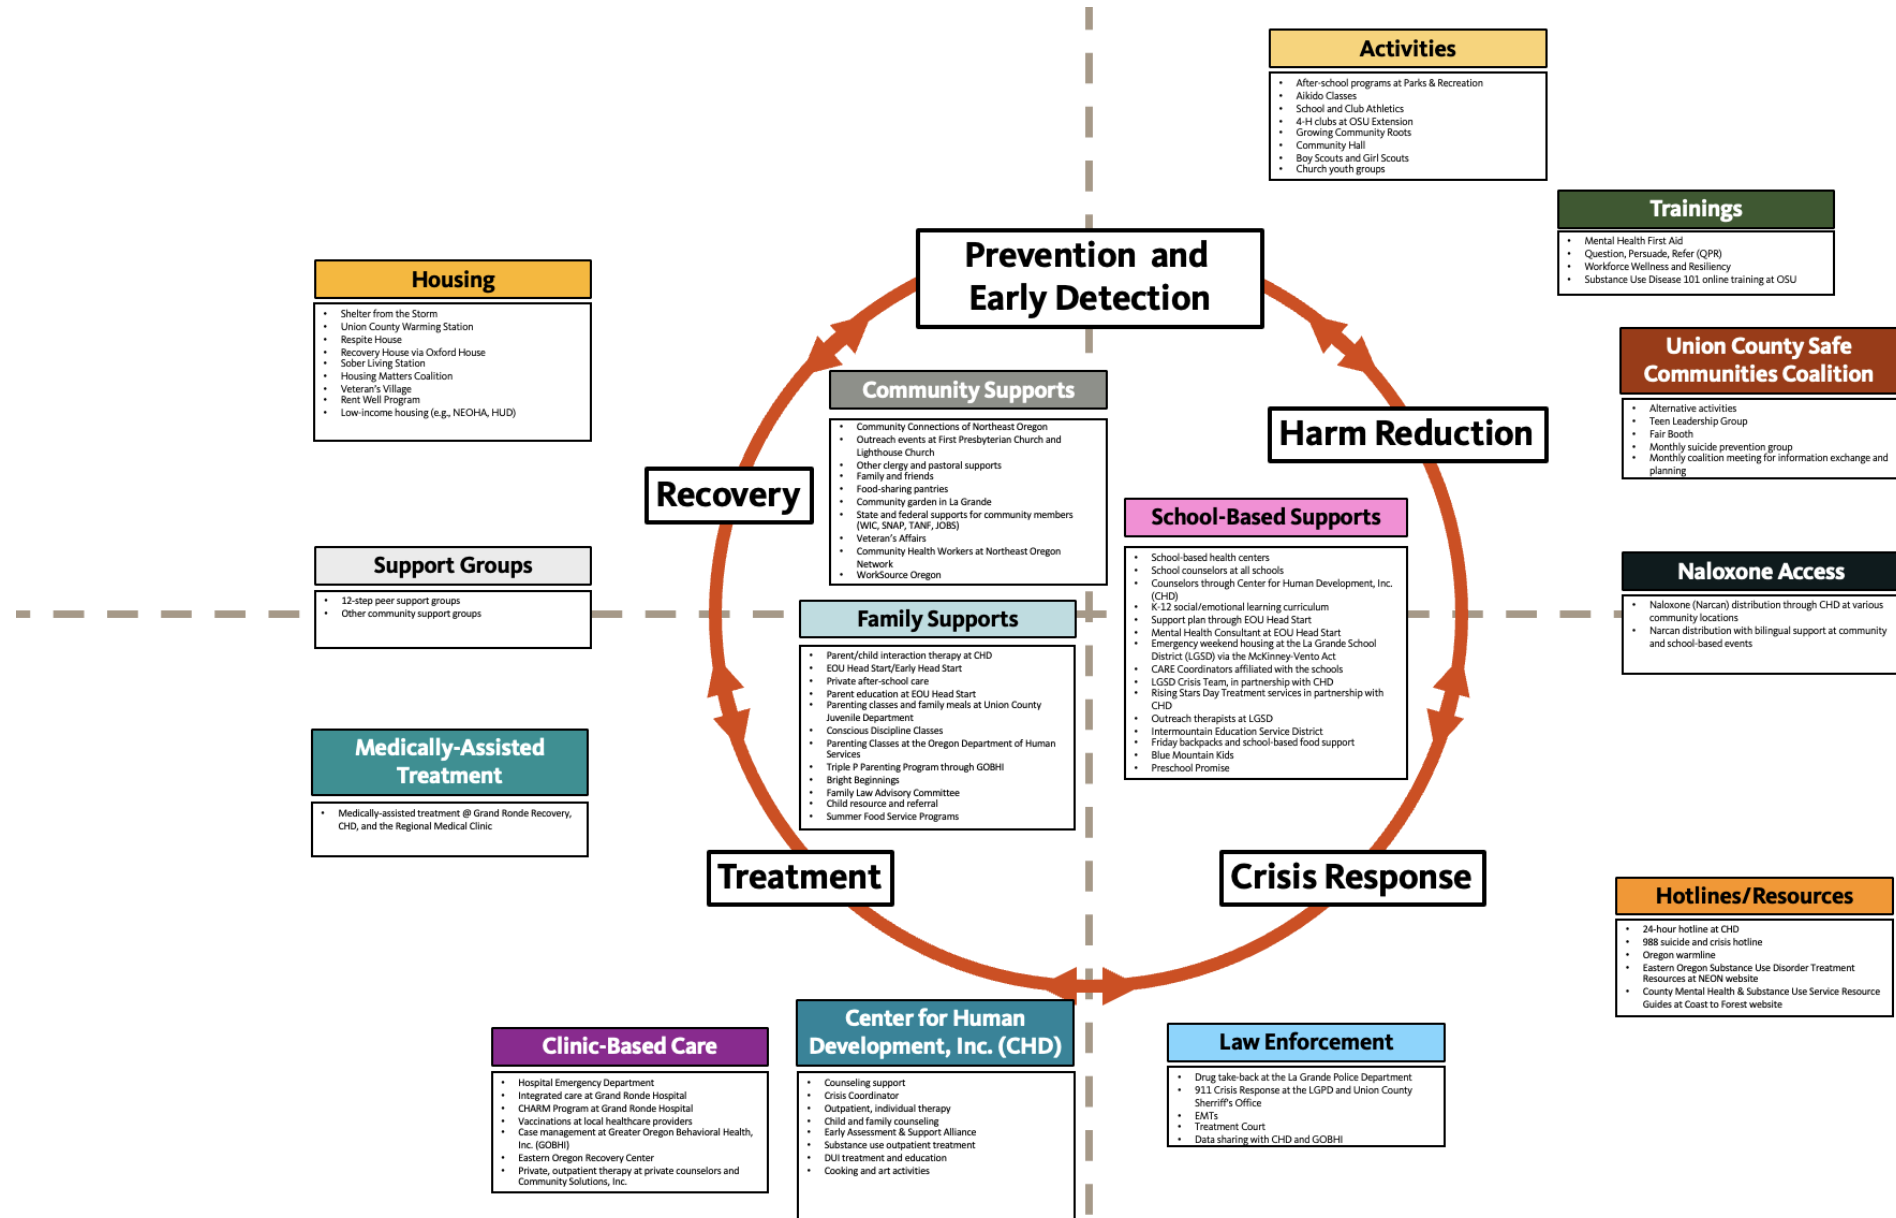 Activities
• After-school programs at Parks & Recreation
• Aikido Classes
• School and Club Athletics
• 4-H clubs at OSU Extension
• Growing Community Roots
• Community Hall
• Boy Scouts and Girl Scouts
• Church youth groups
Trainings
• Mental Health First Aid
• Question, Persuade, Refer (QPR)
• Workforce Wellness and Resiliency
• Substance Use Disease 101 online training at OSU
Prevention and
Early Detection
Housing
• Shelter from the Storm
• Union County Warming Station
• Respite House
• Recovery House via Oxford House
• Sober Living Station
• Housing Matters Coalition
• Veteran's Village
• Rent Well Program
• Low-income housing (e.g., NEOHA, HUD)
Union County Safe
Communities Coalition
• Alternative activities
• Teen Leadership Group
• Fair Booth
• Monthly suicide prevention group
• Monthly coalition meeting for information exchange and
planning
Community Supports
• Community Connections of Northeast Oregon
• Outreach events at First Presbyterian Church and
Lighthouse Church
• Other clergy and pastoral supports
• Family and friends
• Food-sharing pantries
• Community garden in La Grande
• State and federal supports for community members
(WIC, SNAP, TANF, JOBS)
• Veteran's Affairs
• Community Health Workers at Northeast Oregon
Network
• WorkSource Oregon
Harm Reduction
Recovery
School-Based Supports
• School-based health centers
• School counselors at all schools
• Counselors through Center for Human Development, Inc.
(CHD)
• K-12 social/emotional learning curriculum
• Support plan through EOU Head Start
• Mental Health Consultant at EOU Head Start
• Emergency weekend housing at the La Grande School
District (LGSD) via the McKinney-Vento Act
• CARE Coordinators affiliated with the schools
• LGSD Crisis Team, in partnership with CHD
• Rising Stars Day Treatment services in partnership with
CHD
• Outreach therapists at LGSD
• Intermountain Education Service District
• Friday backpacks and school-based food support
• Blue Mountain Kids
• Preschool Promise
Support Groups
• 12-step peer support groups
• Other community support groups
Naloxone Access
• Naloxone (Narcan) distribution through CHD at various
community locations
• Narcan distribution with bilingual support at community
and school-based events
Family Supports
• Parent/child interaction therapy at CHD
• EOU Head Start/Early Head Start
• Private after-school care
• Parent education at EOU Head Start
• Parenting classes and family meals at Union County
Juvenile Department
• Conscious Discipline Classes
• Parenting Classes at the Oregon Department of Human
Services
• Triple P Parenting Program through GOBHI
• Bright Beginnings
• Family Law Advisory Committee
• Child resource and referral
• Summer Food Service Programs
Medically-Assisted
Treatment
• Medically-assisted treatment @ Grand Ronde Recovery,
CHD, and the Regional Medical Clinic
Treatment
Crisis Response
Hotlines/Resources
• 24-hour hotline at CHD
• 988 suicide and crisis hotline
• Oregon warmline
• Eastern Oregon Substance Use Disorder Treatment
Resources at NEON website
• County Mental Health & Substance Use Service Resource
Guides at Coast to Forest website
Clinic-Based Care
• Hospital Emergency Department
• Integrated care at Grand Ronde Hospital
• CHARM Program at Grand Ronde Hospital
• Vaccinations at local healthcare providers
• Case management at Greater Oregon Behavioral Health,
Inc. (GOBHI)
• Eastern Oregon Recovery Center
• Private, outpatient therapy at private counselors and
Community Solutions, Inc.
Center for Human
Development, Inc. (CHD)
• Counseling support
• Crisis Coordinator
• Outpatient, individual therapy
• Child and family counseling
• Early Assessment & Support Alliance
• Substance use outpatient treatment
• DUI treatment and education
• Cooking and art activities
Law Enforcement
• Drug take-back at the La Grande Police Department
• 911 Crisis Response at the LGPD and Union County
Sherriff's Office
• EMTs
• Treatment Court
• Data sharing with CHD and GOBHI